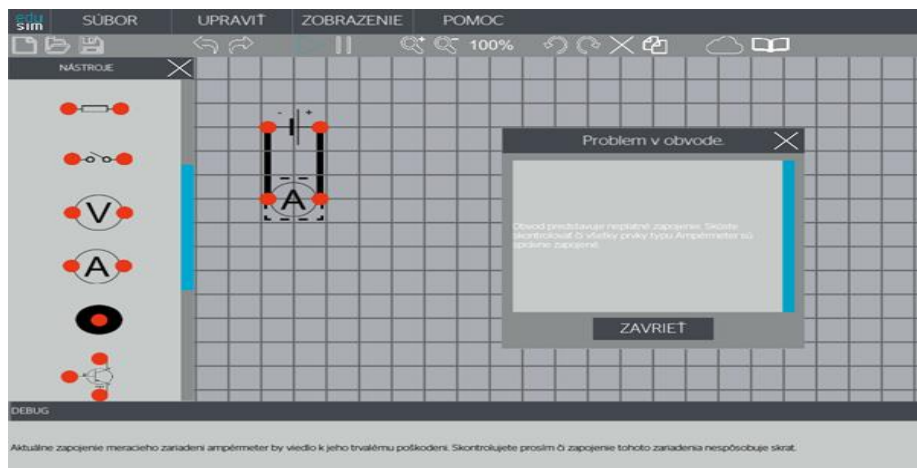 edu
sim
SÚBOR UPRAVIŤ ZOBRAZENIE POMOC
100%
NÁSTROJE
- +
A
V
A
Problem v obvode.
Obvod predstavuje neplatné zapojenie. Skúste
skontrolovať či všetky prvky typu Ampérmeter sú
správne zapojené.
ZAVRIEŤ
DEBUG
Aktuálne zapojenie meracieho zariadeni ampérmeter by viedlo k jeho trvalému poškodeni. Skontrolujete prosím či zapojenie tohoto zariadenia nespôsobuje skrat.